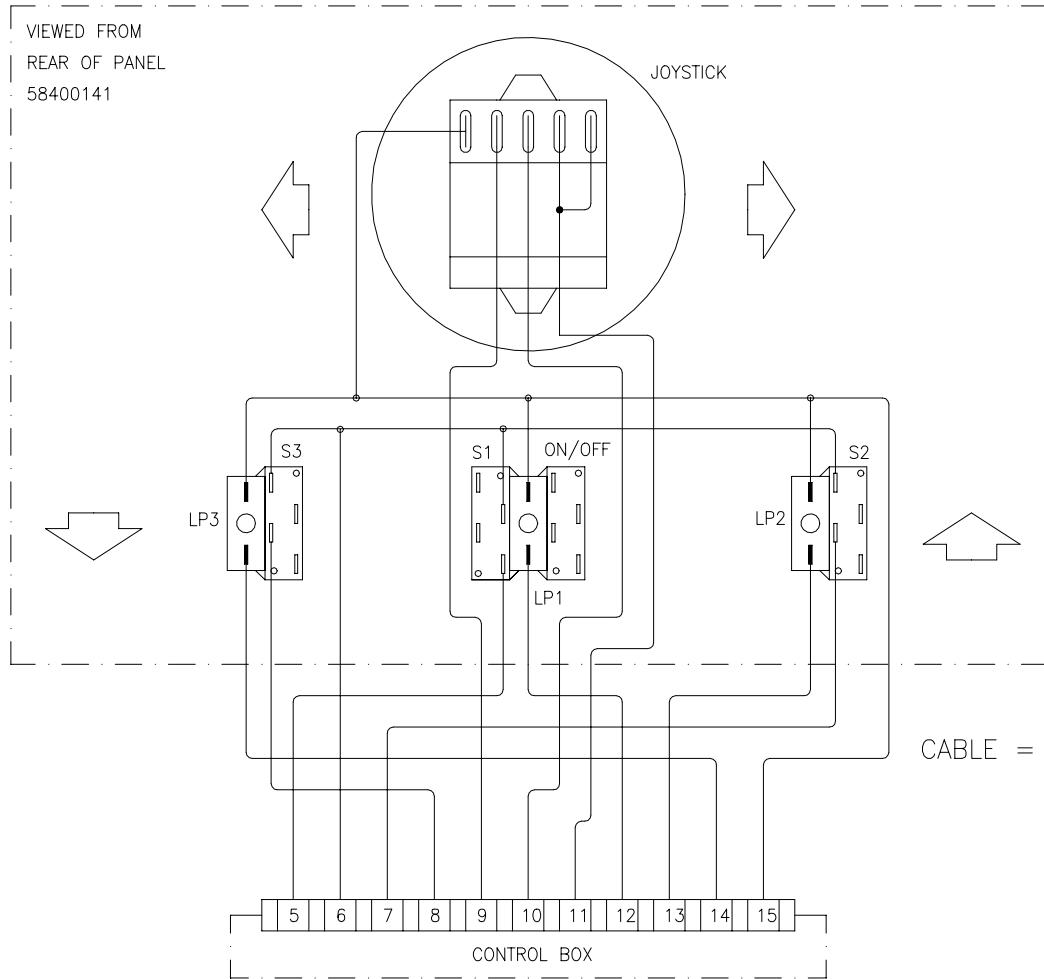 VIEWED FROM
REAR OF PANEL
58400141
JOYSTICK
S3
S1
ON/OFF
S2
LP3
LP2
LP1
CABLE =
5 6 7 8 9 10 11 12 13 14 15
CONTROL BOX